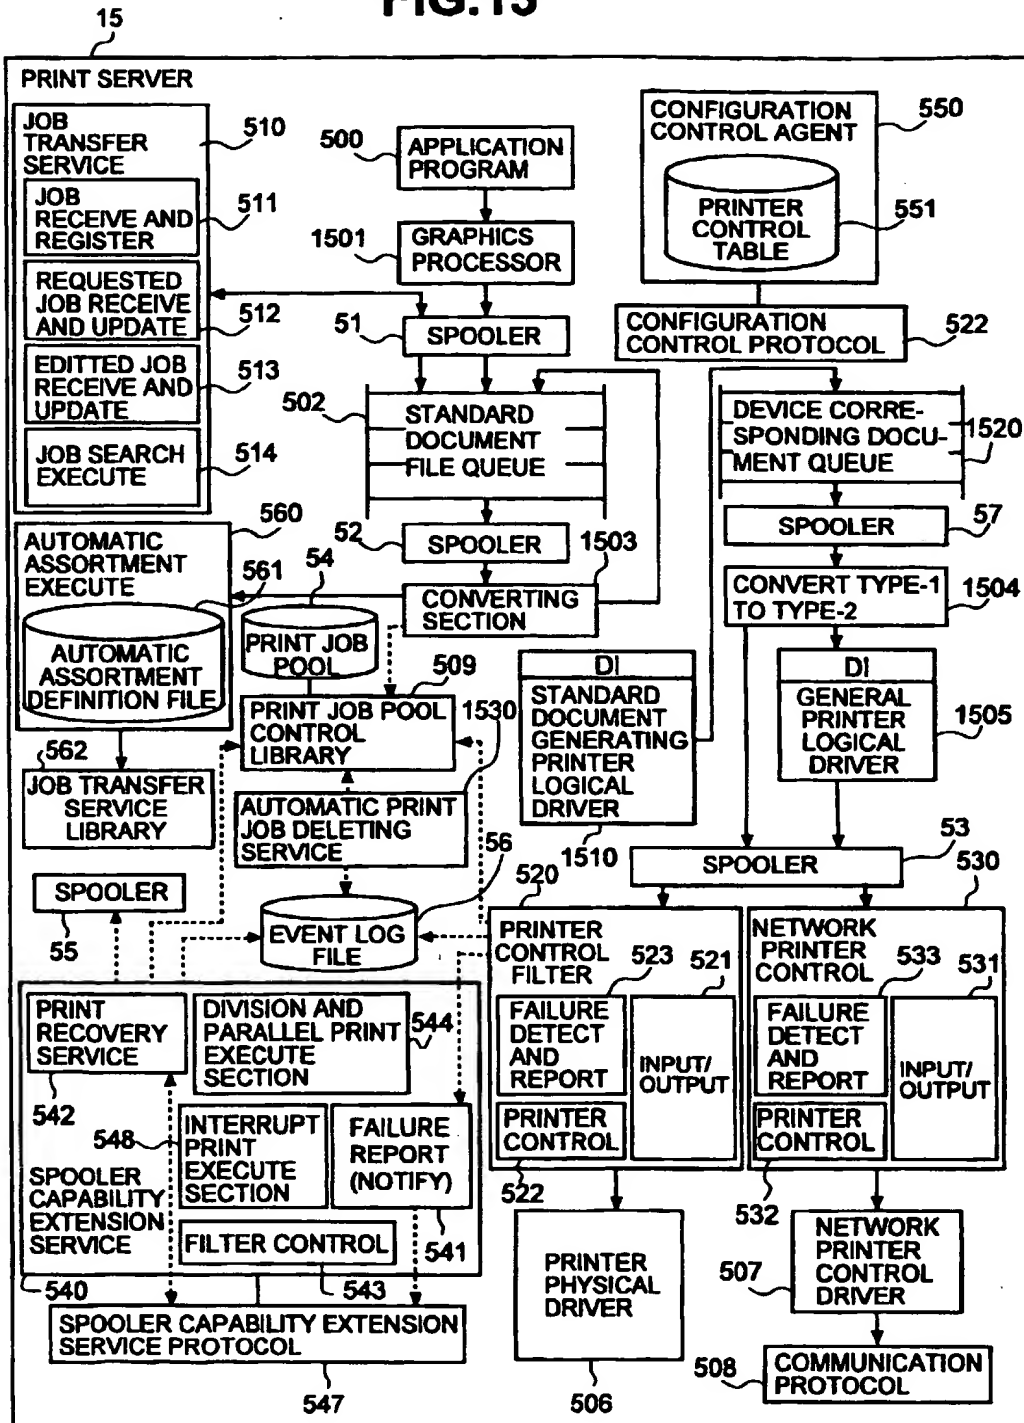 FIG.15
15
PRINT SERVER
JOB
TRANSFER
SERVICE
510
JOB
RECEIVE AND
REGISTER
511
REQUESTED
JOB RECEIVE
AND UPDATE
512
EDITTED JOB
RECEIVE AND
UPDATE
513
JOB SEARCH
EXECUTE
514
500
APPLICATION
PROGRAM
1501
GRAPHICS
PROCESSOR
51
SPOOLER
502
STANDARD
DOCUMENT
FILE QUEUE
52
SPOOLER
1503
CONVERTING
SECTION
CONFIGURATION
CONTROL AGENT
550
PRINTER
CONTROL
TABLE
551
CONFIGURATION
CONTROL PROTOCOL
522
DEVICE CORRE-
SPONDING DOCU-
MENT QUEUE
1520
SPOOLER
57
CONVERT TYPE-1
TO TYPE-2
1504
DI
GENERAL
PRINTER
LOGICAL
DRIVER
1505
560
AUTOMATIC
ASSORTMENT
EXECUTE
561
AUTOMATIC
ASSORTMENT
DEFINITION FILE
54
PRINT JOB
POOL
509
PRINT JOB POOL
CONTROL
LIBRARY
1530
AUTOMATIC PRINT
JOB DELETING
SERVICE
562
JOB TRANSFER
SERVICE
LIBRARY
DI
STANDARD
DOCUMENT
GENERATING
PRINTER
LOGICAL
DRIVER
1510
SPOOLER
53
SPOOLER
55
56
EVENT LOG
FILE
520
PRINTER
CONTROL
FILTER
523
521
FAILURE
DETECT
AND
REPORT
INPUT/
OUTPUT
PRINTER
CONTROL
522
530
NETWORK
PRINTER
CONTROL
533
531
FAILURE
DETECT
AND
REPORT
INPUT/
OUTPUT
PRINTER
CONTROL
532
PRINT
RECOVERY
SERVICE
542
DIVISION AND
PARALLEL PRINT
EXECUTE
SECTION
544
548
INTERRUPT
PRINT
EXECUTE
SECTION
FAILURE
REPORT
(NOTIFY)
541
SPOOLER
CAPABILITY
EXTENSION
SERVICE
FILTER CONTROL
543
540
SPOOLER CAPABILITY EXTENSION
SERVICE PROTOCOL
547
PRINTER
PHYSICAL
DRIVER
506
507
NETWORK
PRINTER
CONTROL
DRIVER
508
COMMUNICATION
PROTOCOL